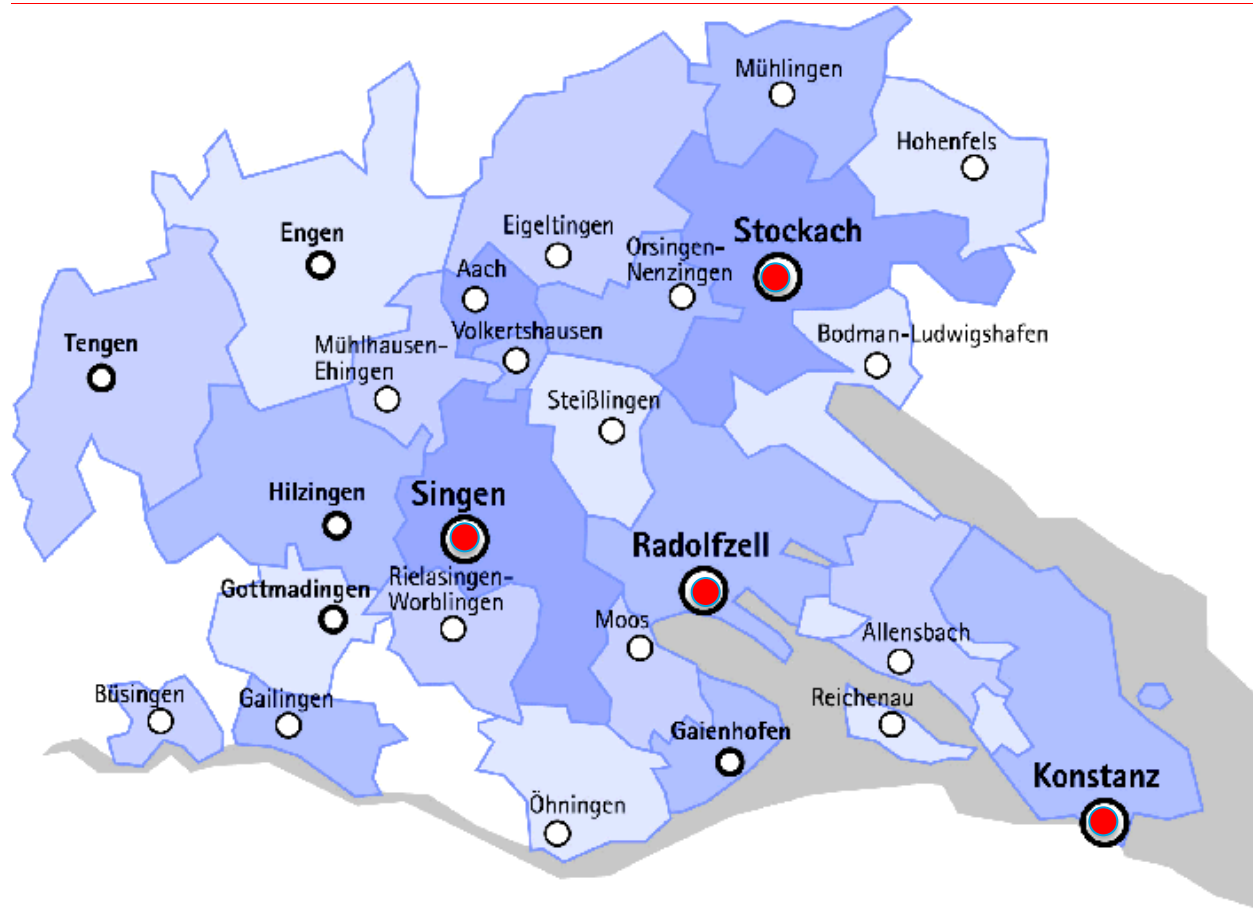 Mühlingen
Hohenfels
Stockach
Engen
Eigeltingen
Orsingen-
Nenzingen
Aach
Volkertshausen
Bodman-Ludwigshafen
Tengen
Mühlhausen-
Ehingen
Steißlingen
Hilzingen
Singen
Radolfzell
Gottmadingen
Rielasingen-
Worblingen
Moos
Allensbach
Büsingen
Gailingen
Reichenau
Gaienhofen
Konstanz
Öhningen